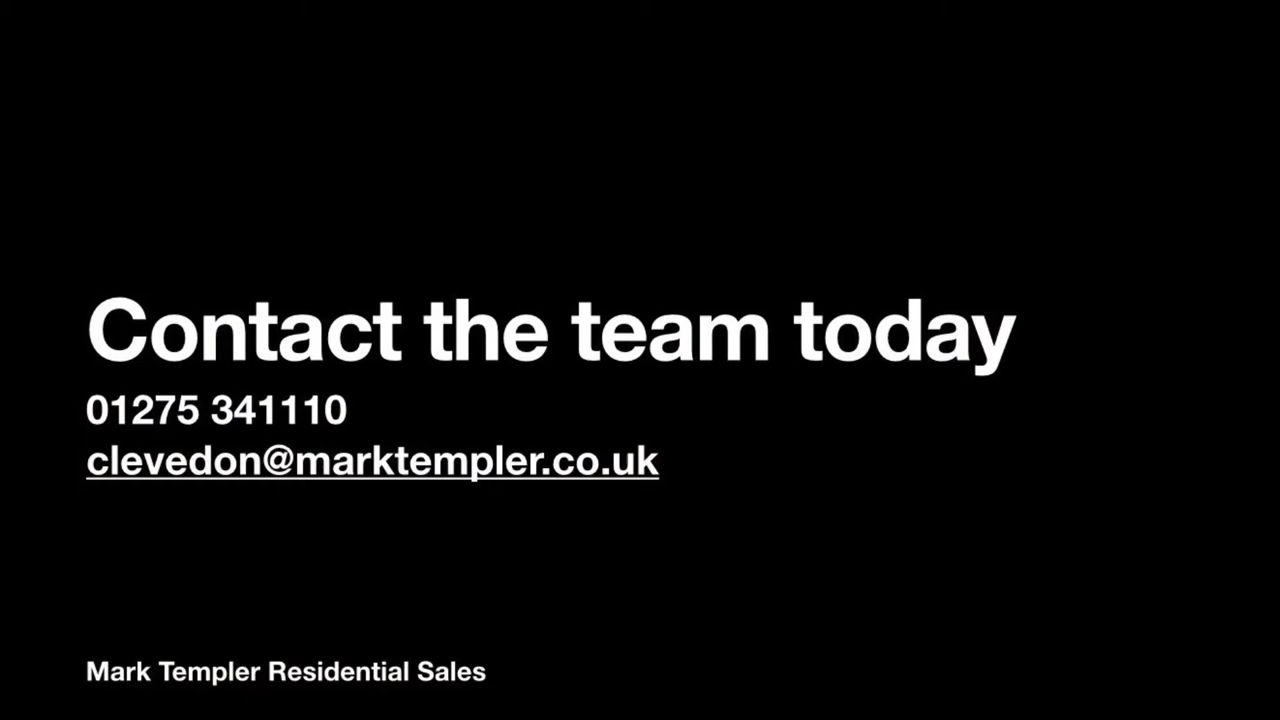 Contact the team today
01275 341110
clevedon@marktempler.co.uk
Mark Templer Residential Sales